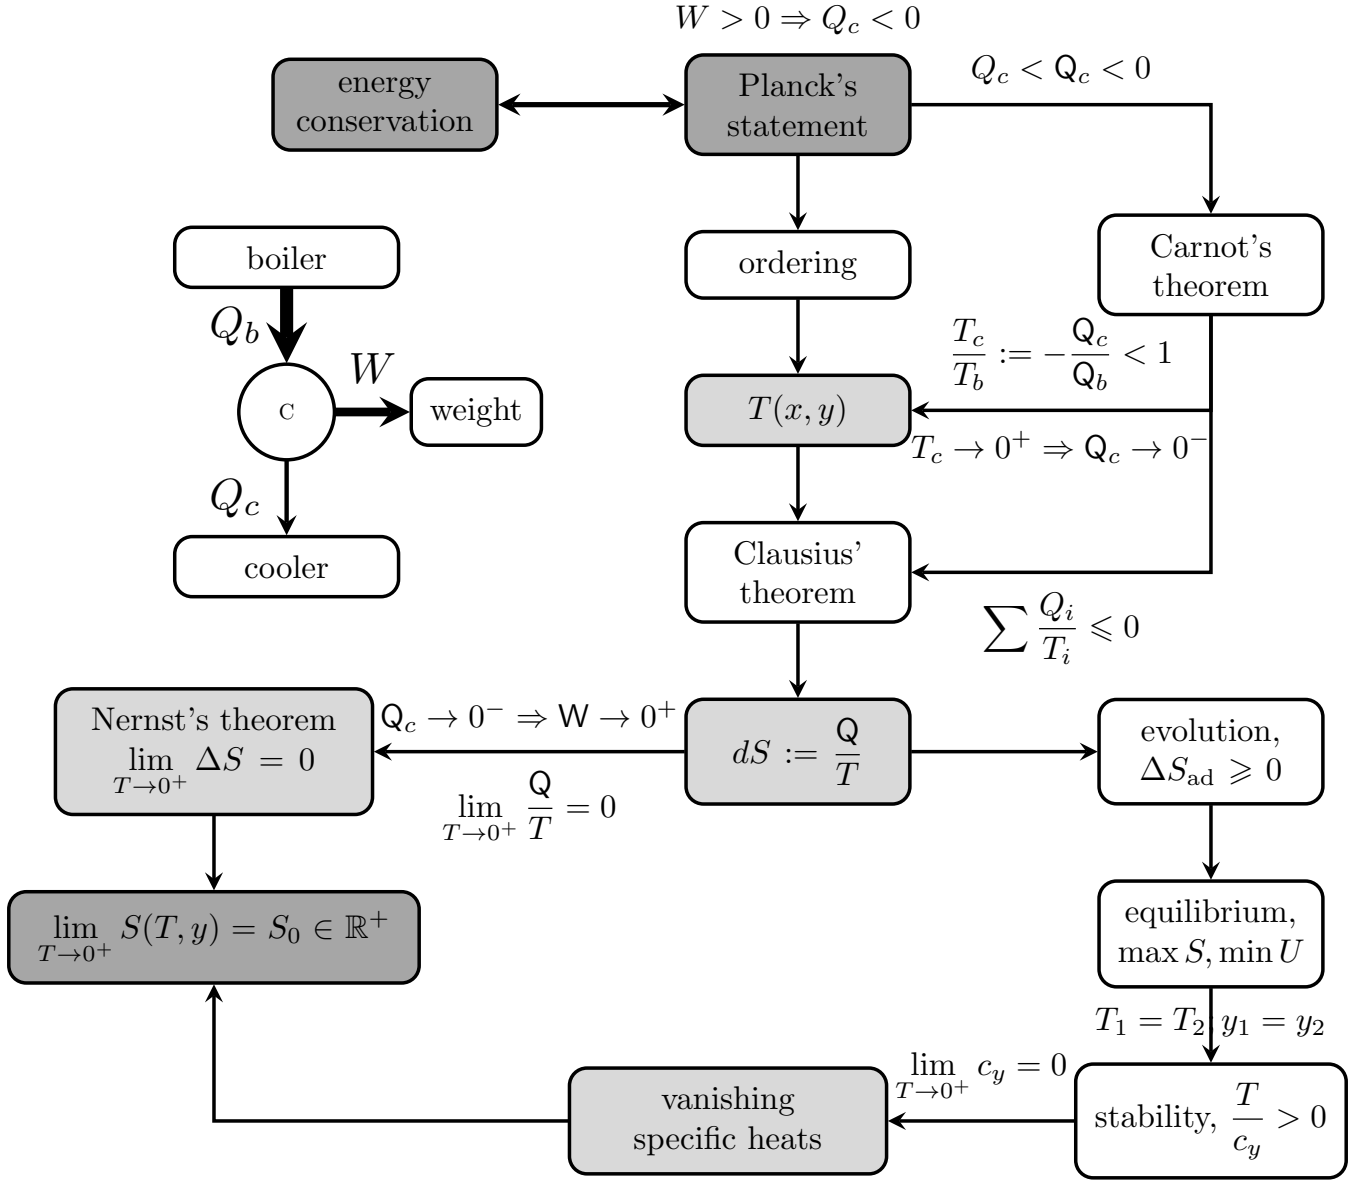 W > 0 ⇒ Q_c < 0
energy
conservation
Planck's
statement
Q_c < Q_c < 0
boiler
ordering
Carnot's
theorem
Q_b
T_c/T_b := −Q_c/Q_b < 1
W
C
weight
T(x, y)
T_c → 0⁺ ⇒ Q_c → 0⁻
Q_c
cooler
Clausius'
theorem
∑ Q_i/T_i ⩽ 0
Nernst's theorem
lim_{T→0⁺} ΔS = 0
Q_c → 0⁻ ⇒ W → 0⁺
lim_{T→0⁺} Q/T = 0
dS := Q/T
evolution,
ΔS_ad ⩾ 0
lim_{T→0⁺} S(T, y) = S_0 ∈ ℝ⁺
equilibrium,
max S, min U
T_1 = T_2, y_1 = y_2
lim_{T→0⁺} c_y = 0
vanishing
specific heats
stability, T/c_y > 0